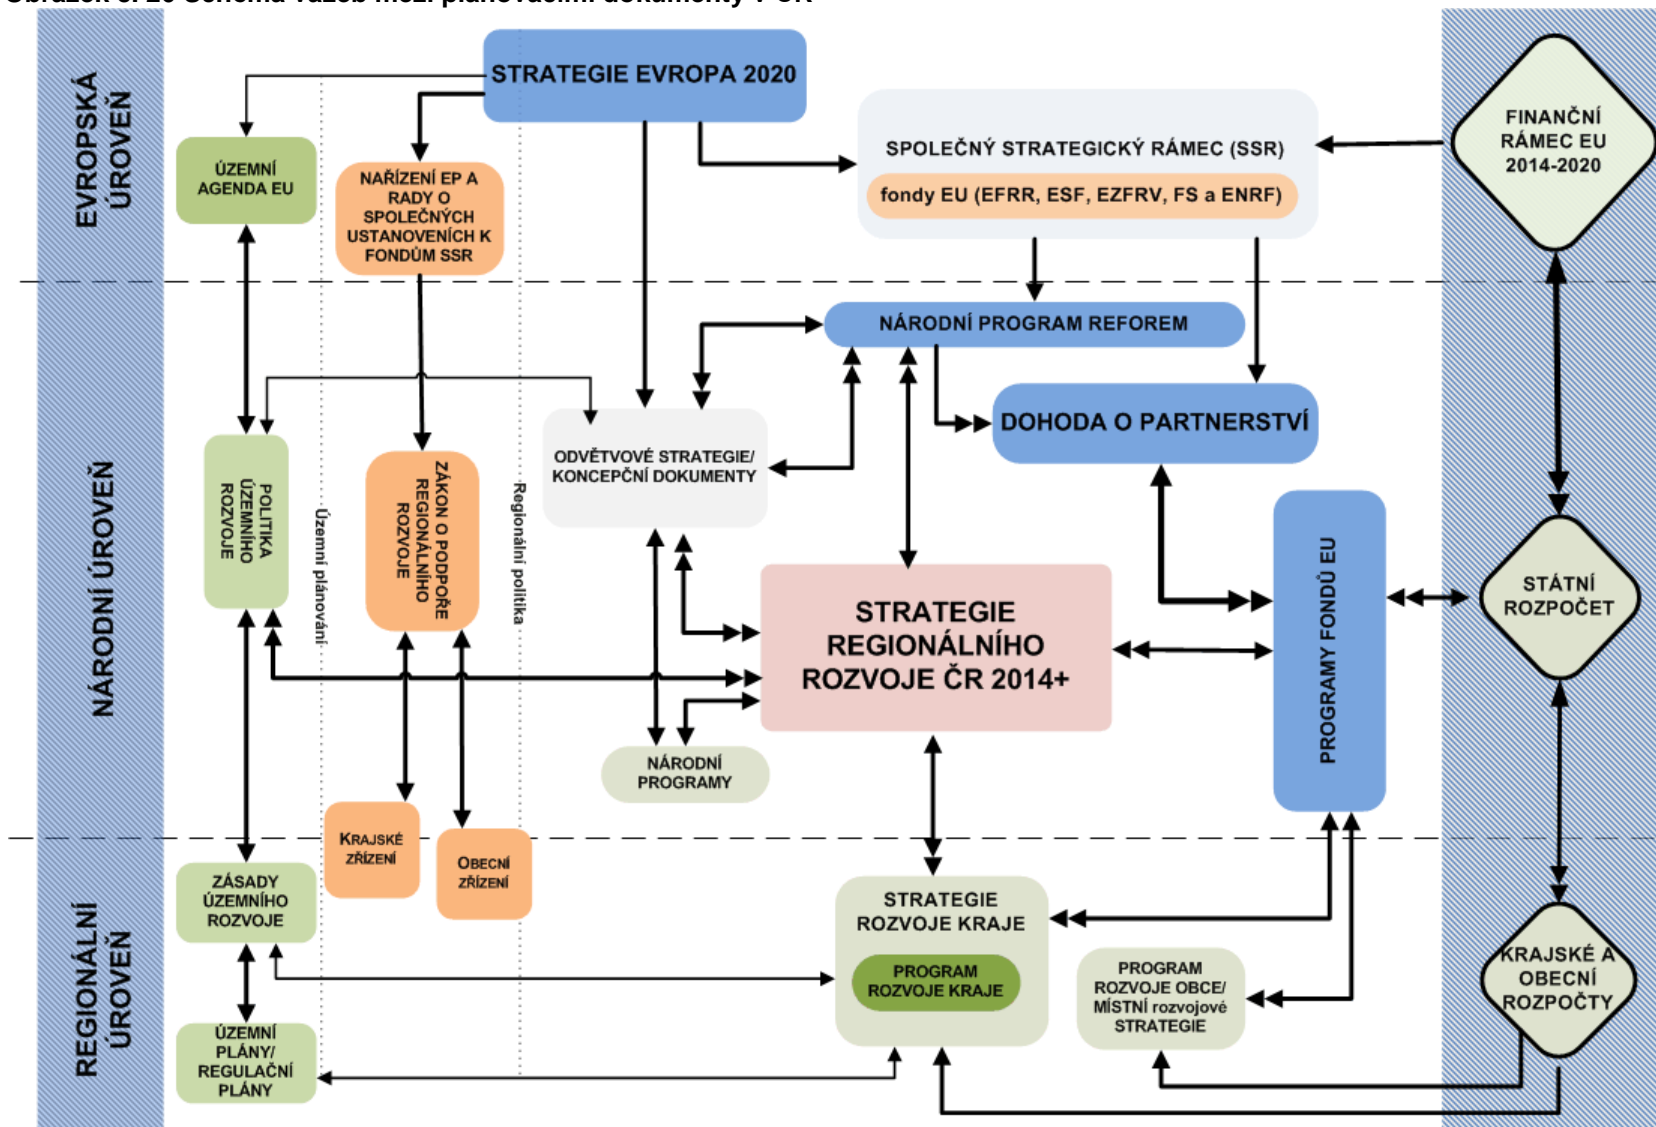 EVROPSKÁ
ÚROVEŇ
STRATEGIE EVROPA 2020
ÚZEMNÍ
AGENDA EU
NAŘÍZENÍ EP A
RADY O
SPOLEČNÝCH
USTANOVENÍCH K
FONDŮM SSR
SPOLEČNÝ STRATEGICKÝ RÁMEC (SSR)
fondy EU (EFRR, ESF, EZFRV, FS a ENRF)
FINANČNÍ
RÁMEC EU
2014-2020
NÁRODNÍ ÚROVEŇ
NÁRODNÍ PROGRAM REFOREM
DOHODA O PARTNERSTVÍ
ODVĚTVOVÉ STRATEGIE/
KONCEPČNÍ DOKUMENTY
POLITIKA
ÚZEMNÍHO
ROZVOJE
Územní plánování
ZÁKON O PODPOŘE
REGIONÁLNÍHO
ROZVOJE
Regionální politika
STRATEGIE
REGIONÁLNÍHO
ROZVOJE ČR 2014+
PROGRAMY FONDŮ EU
STÁTNÍ
ROZPOČET
NÁRODNÍ
PROGRAMY
KRAJSKÉ
ZŘÍZENÍ
OBECNÍ
ZŘÍZENÍ
REGIONÁLNÍ
ÚROVEŇ
ZÁSADY
ÚZEMNÍHO
ROZVOJE
STRATEGIE
ROZVOJE KRAJE
PROGRAM
ROZVOJE KRAJE
PROGRAM
ROZVOJE OBCE/
MÍSTNÍ rozvojové
STRATEGIE
KRAJSKÉ A
OBECNÍ
ROZPOČTY
ÚZEMNÍ
PLÁNY/
REGULAČNÍ
PLÁNY